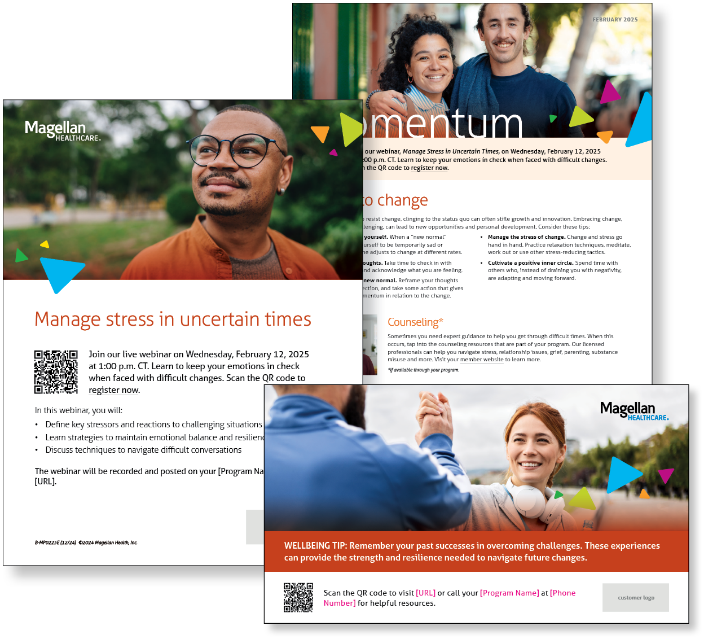 FEBRUARY 2025
mentum
our webinar, Manage Stress in Uncertain Times, on Wednesday, February 12, 2025
:00 p.m. CT. Learn to keep your emotions in check when faced with difficult changes.
the QR code to register now.
to change
resist change, clinging to the status quo can often stifle growth and innovation. Embracing change,
lenging, can lead to new opportunities and personal development. Consider these tips:
yourself. When a "new normal"
urself to be temporarily sad or
ne adjusts to change at different rates.
oughts. Take time to check in with
nd acknowledge what you are feeling.
new normal. Reframe your thoughts
ction, and take some action that gives
mentum in relation to the change.
• Manage the stress of change. Change and stress go
hand in hand. Practice relaxation techniques, meditate,
work out or use other stress-reducing tactics.
• Cultivate a positive inner circle. Spend time with
others who, instead of draining you with negativity,
are adapting and moving forward.
Counseling*
Sometimes you need expert guidance to help you get through difficult times. When this
occurs, tap into the counseling resources that are part of your program. Our licensed
professionals can help you navigate stress, relationship issues, grief, parenting, substance
misuse and more. Visit your member website to learn more.
*If available through your program.
Magellan
HEALTHCARE®
Manage stress in uncertain times
Join our live webinar on Wednesday, February 12, 2025
at 1:00 p.m. CT. Learn to keep your emotions in check
when faced with difficult changes. Scan the QR code to
register now.
In this webinar, you will:
• Define key stressors and reactions to challenging situations
• Learn strategies to maintain emotional balance and resilienc
• Discuss techniques to navigate difficult conversations
The webinar will be recorded and posted on your [Program Na
[URL].
B-MP0221E (12/24) ©2024 Magellan Health, Inc.
Magellan
HEALTHCARE®
WELLBEING TIP: Remember your past successes in overcoming challenges. These experiences
can provide the strength and resilience needed to navigate future changes.
Scan the QR code to visit [URL] or call your [Program Name] at [Phone
Number] for helpful resources.
customer logo